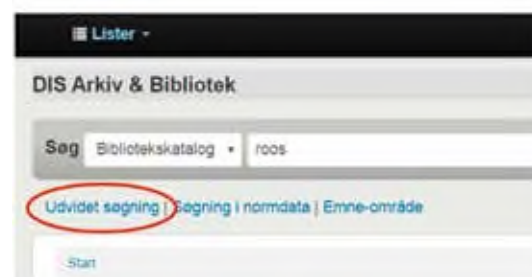 Lister
DIS Arkiv & Bibliotek
Søg Bibliotekskatalog roos
Udvidet søgning | Søgning i normdata | Emne-område
Start